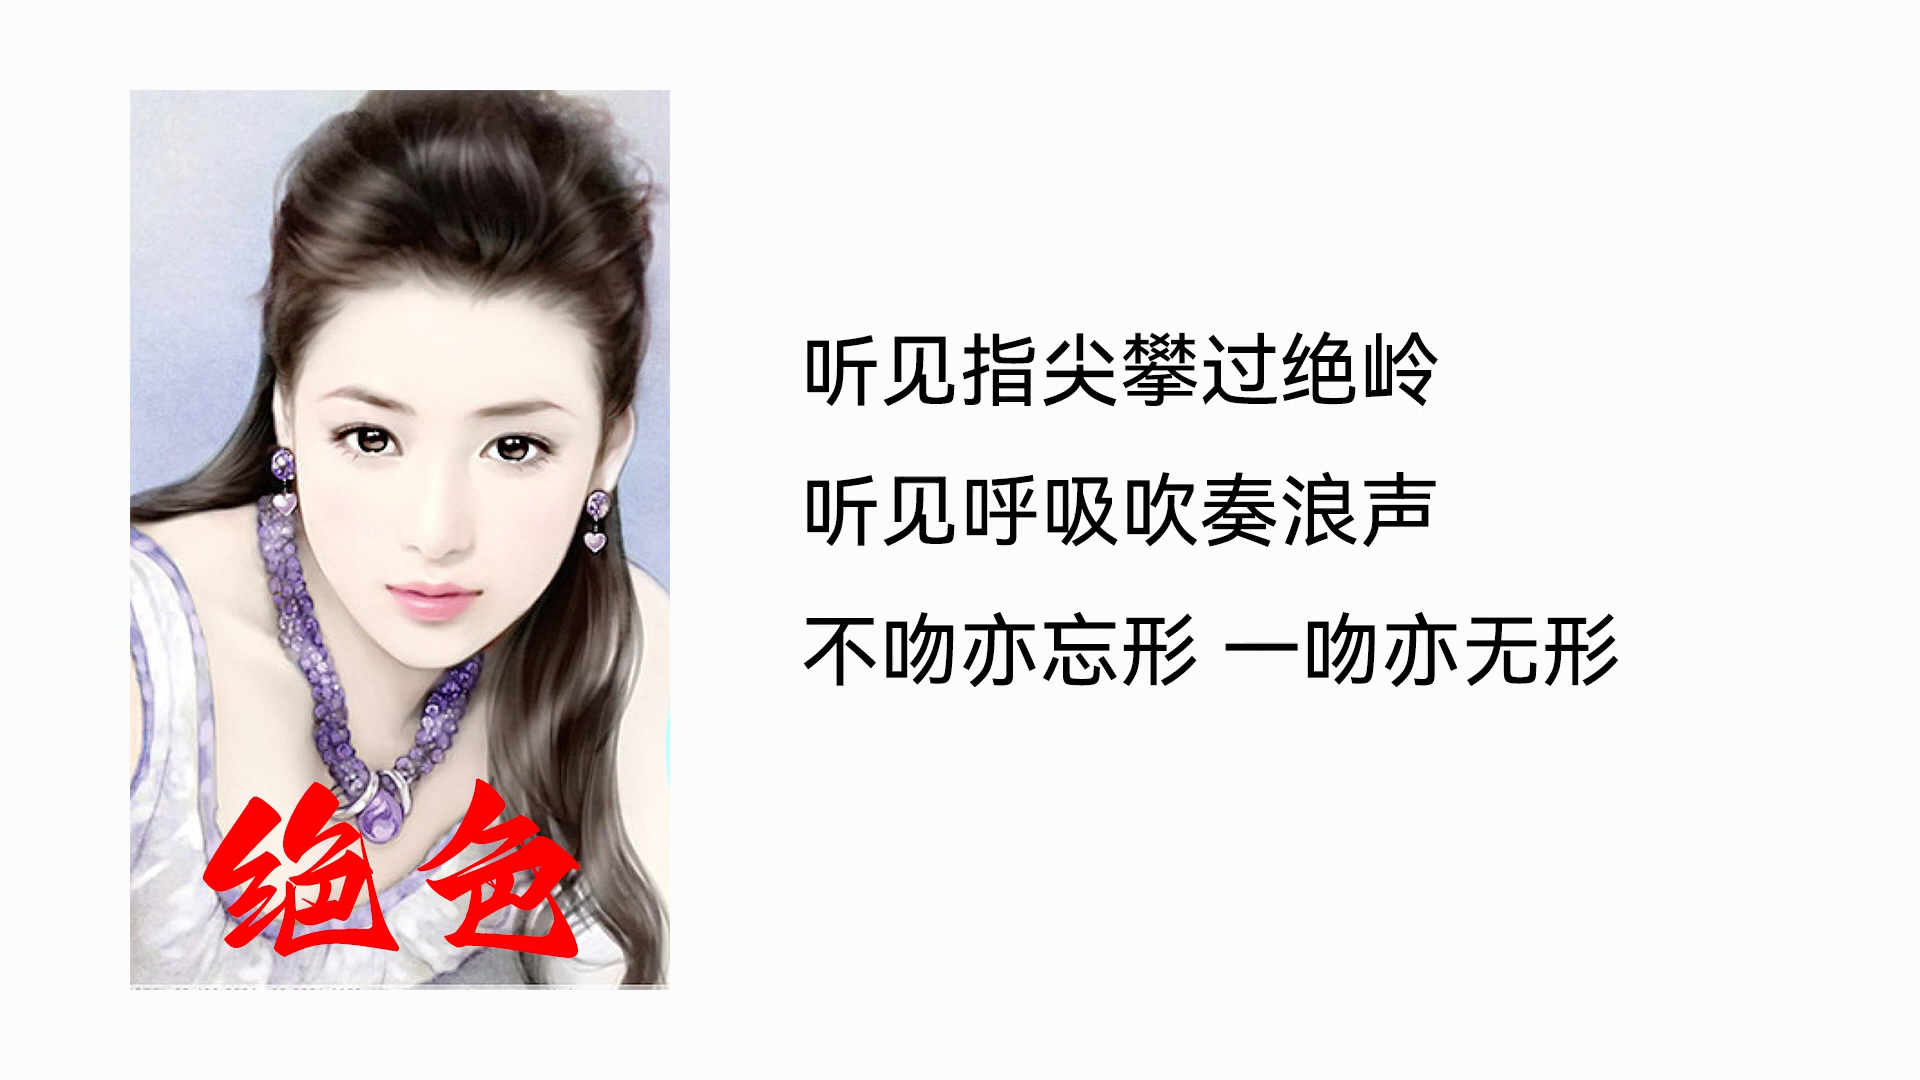 绝色
听见指尖攀过绝岭
听见呼吸吹奏浪声
不吻亦忘形 一吻亦无形